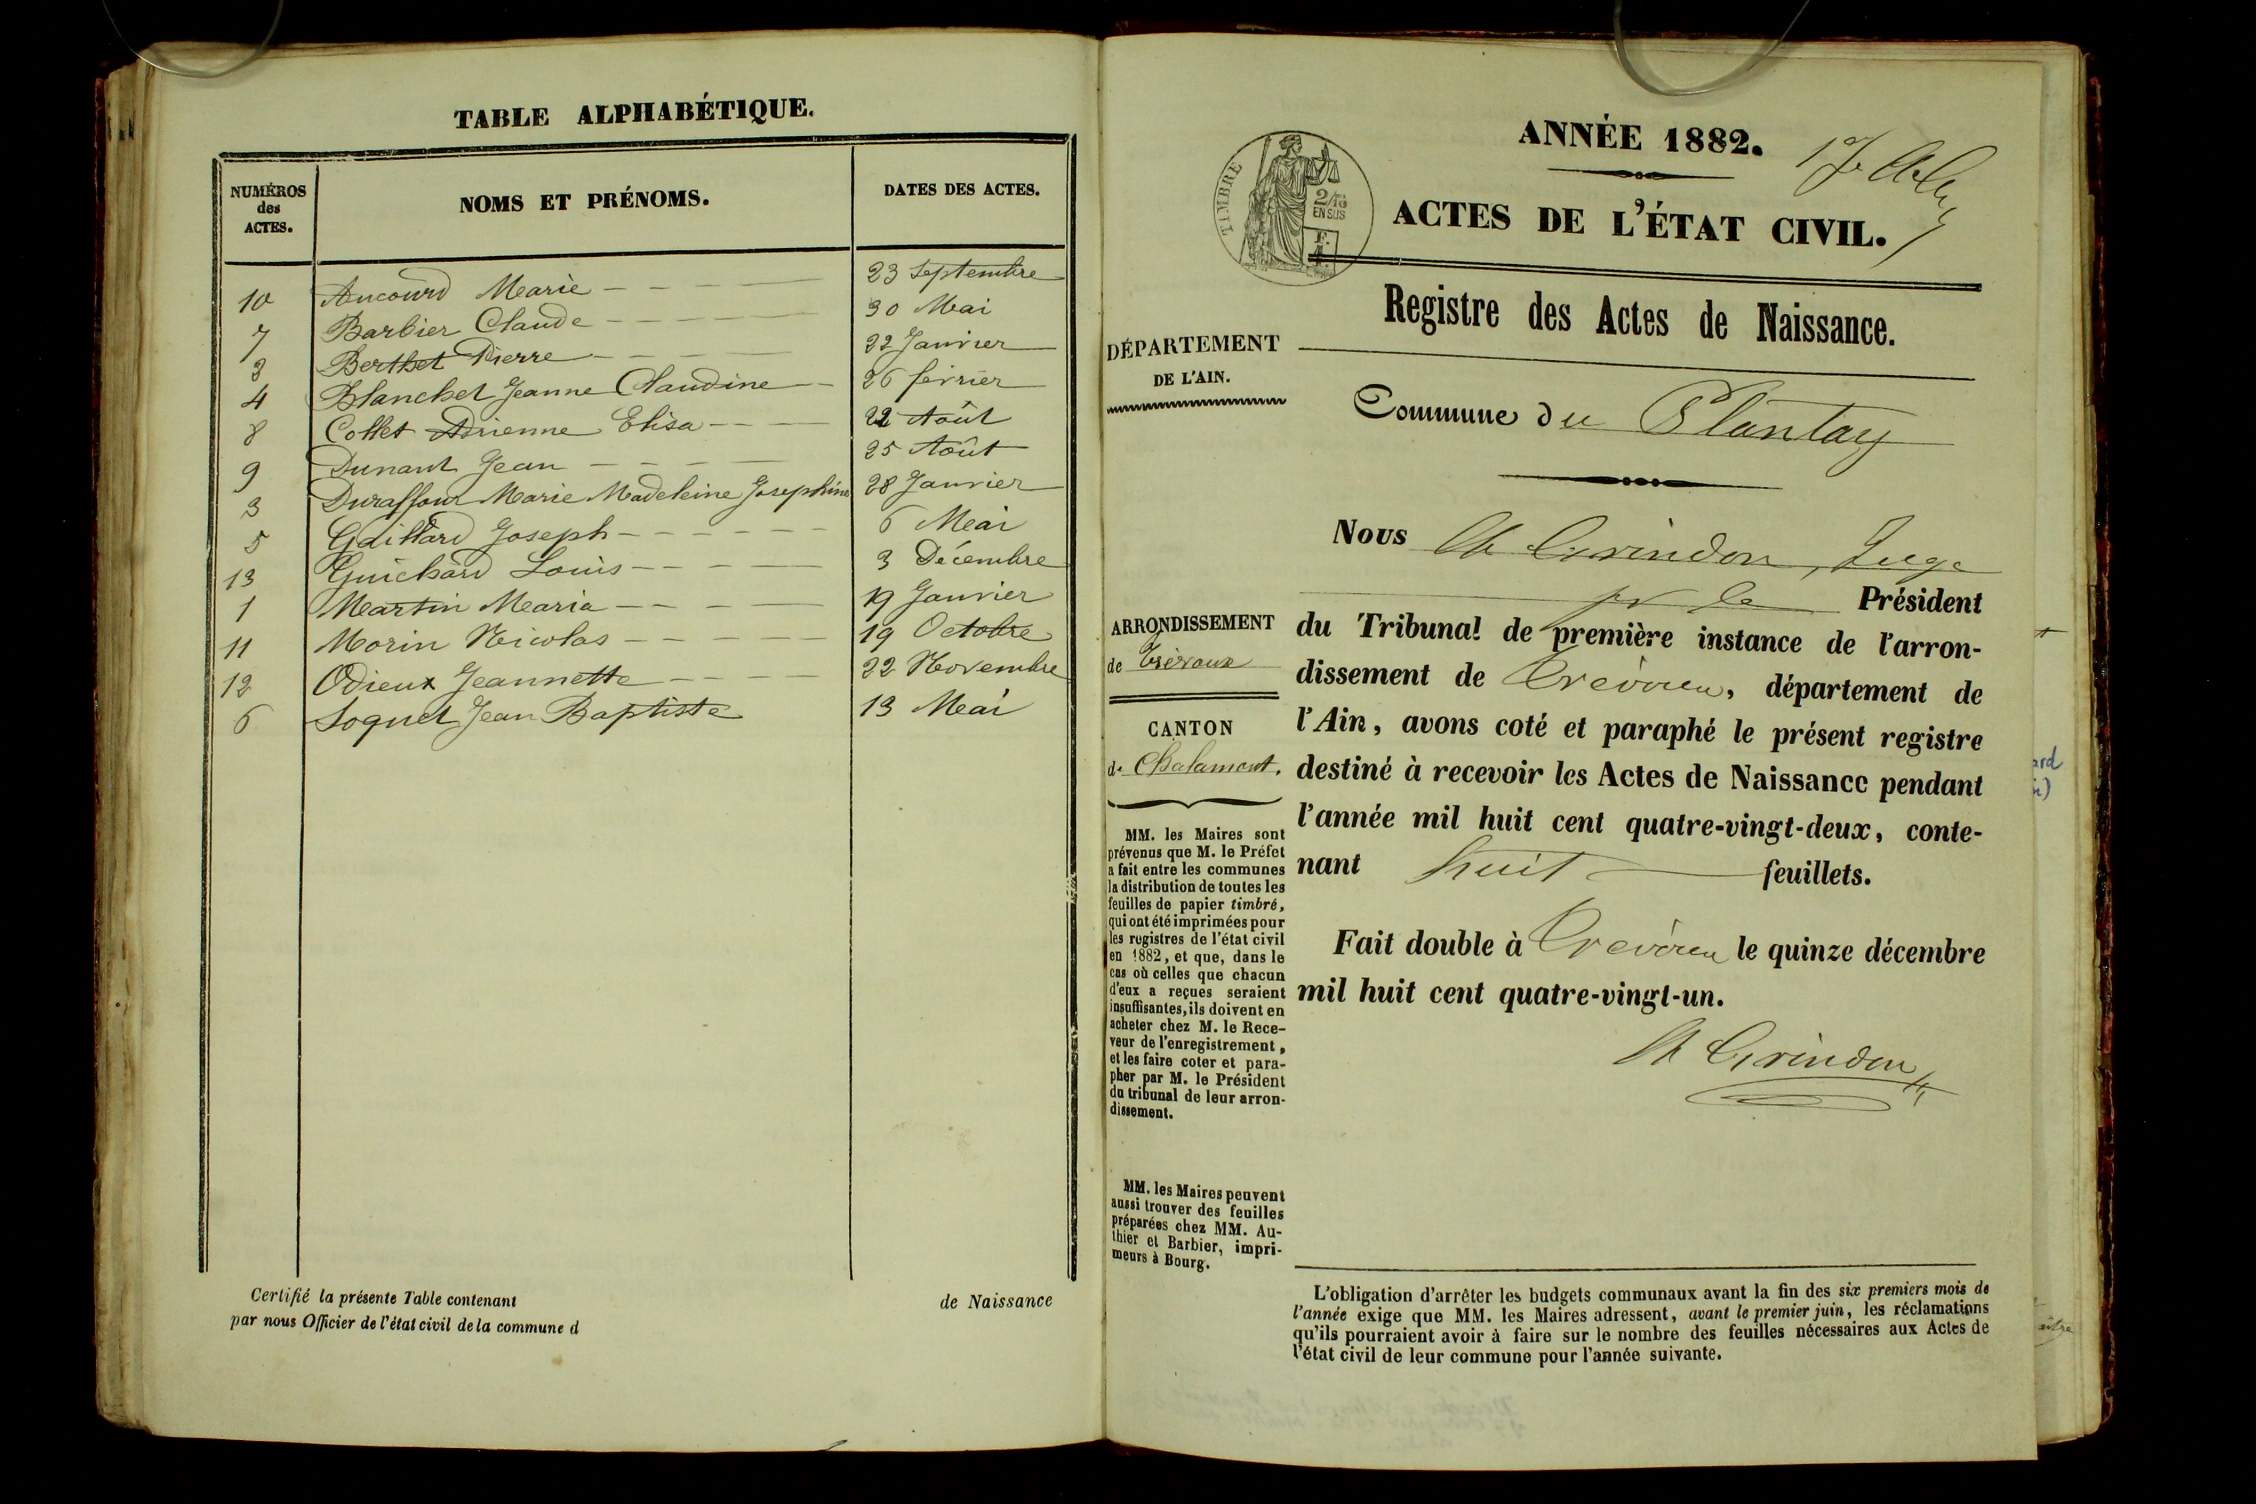 TABLE ALPHABÉTIQUE.
NUMÉROS des ACTES. NOMS ET PRÉNOMS. DATES DES ACTES.
10 Aucourd Marie 23 septembre
7 Barbier Claude 30 Mai
2 Berthet Pierre 22 Janvier
4 Blanchet Jeanne Claudine 26 février
8 Collet Adrienne Elisa 22 Août
9 Dunant Jean 25 Août
3 Duraffour Marie Madeleine Josephine 28 Janvier
5 Gaillard Joseph 6 Mai
13 Guichard Louis 3 Décembre
1 Martin Maria 19 Janvier
11 Morin Nicolas 19 Octobre
12 Odieux Jeannette 22 Novembre
6 Soquet Jean Baptiste 13 Mai
Certifié la présente Table contenant de Naissance
par nous Officier de l'état civil de la commune d
ANNÉE 1882.
TIMBRE
2/10
EN SUS
ACTES DE L'ÉTAT CIVIL.
Registre des Actes de Naissance.
DÉPARTEMENT
DE L'AIN.
Commune du Plantay
ARRONDISSEMENT
de Trévoux
CANTON
de Chalamont.
MM. les Maires sont
prévenus que M. le Préfet
a fait entre les communes
la distribution de toutes les
feuilles de papier timbré,
qui ont été imprimées pour
les registres de l'état civil
en 1882, et que, dans le
cas où celles que chacun
d'eux a reçues seraient
insuffisantes, ils doivent en
acheter chez M. le Rece-
veur de l'enregistrement,
et les faire coter et para-
pher par M. le Président
du tribunal de leur arron-
dissement.
MM. les Maires peuvent
aussi trouver des feuilles
préparées chez MM. Au-
thier et Barbier, impri-
meurs à Bourg.
Nous Ch Grindon, Juge
pr le Président
du Tribunal de première instance de l'arron-
dissement de Trévoux, département de
l'Ain, avons coté et paraphé le présent registre
destiné à recevoir les Actes de Naissance pendant
l'année mil huit cent quatre-vingt-deux, conte-
nant huit feuillets.
Fait double à Trévoux le quinze décembre
mil huit cent quatre-vingt-un.
Ch Grindon
L'obligation d'arrêter les budgets communaux avant la fin des six premiers mois de
l'année exige que MM. les Maires adressent, avant le premier juin, les réclamations
qu'ils pourraient avoir à faire sur le nombre des feuilles nécessaires aux Actes de
l'état civil de leur commune pour l'année suivante.